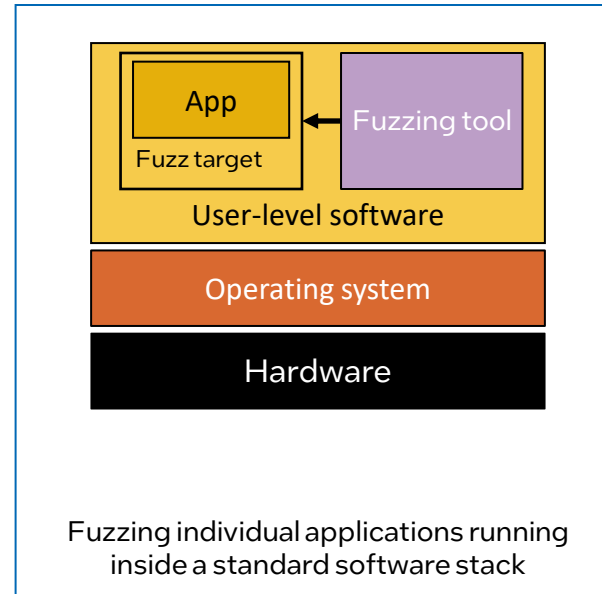 App
Fuzzing tool
Fuzz target
User-level software
Operating system
Hardware
Fuzzing individual applications running
inside a standard software stack